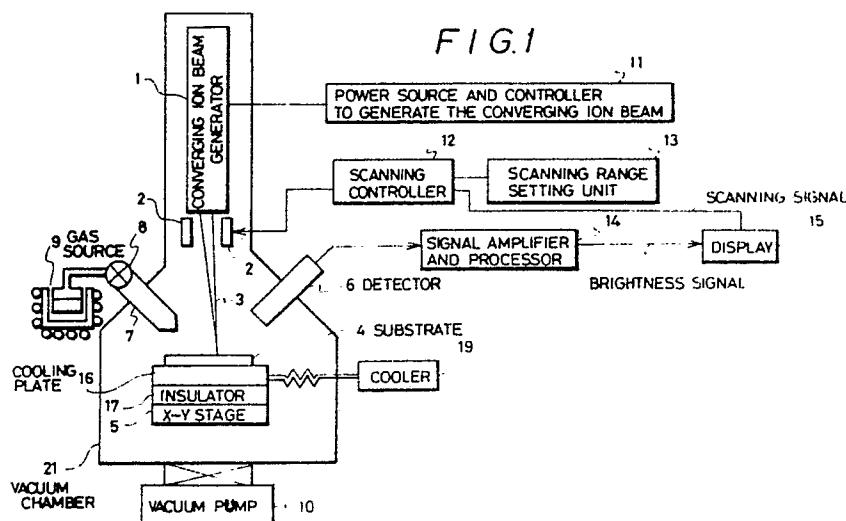 FIG.1
1
CONVERGING ION BEAM
GENERATOR
11
POWER SOURCE AND CONTROLLER
TO GENERATE THE CONVERGING ION BEAM
12
SCANNING
CONTROLLER
13
SCANNING RANGE
SETTING UNIT
SCANNING SIGNAL
15
2
2
14
SIGNAL AMPLIFIER
AND PROCESSOR
DISPLAY
BRIGHTNESS SIGNAL
9
GAS
SOURCE
8
7
3
6 DETECTOR
4 SUBSTRATE
19
COOLER
COOLING
PLATE
16
17
INSULATOR
5
X-Y STAGE
21
VACUUM
CHAMBER
VACUUM PUMP
10